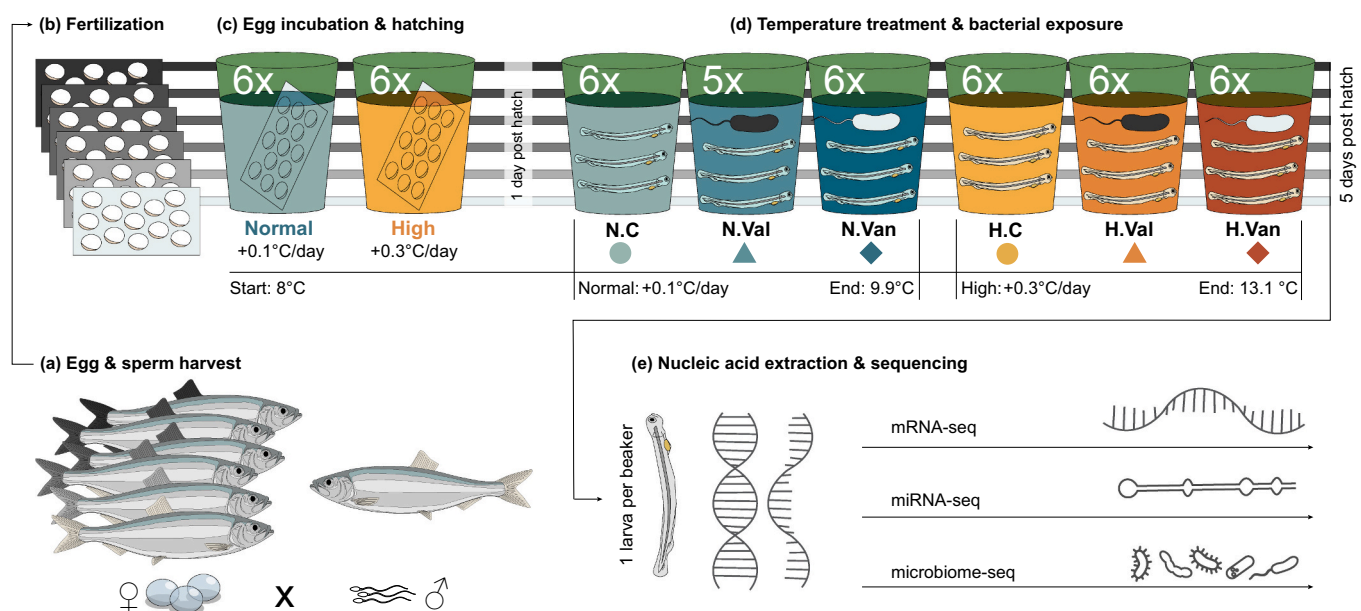 (b) Fertilization
(c) Egg incubation & hatching
(d) Temperature treatment & bacterial exposure
6x
6x
1 day post hatch
6x
5x
6x
6x
6x
6x
5 days post hatch
Normal
High
+0.1°C/day
+0.3°C/day
N.C
N.Val
N.Van
H.C
H.Val
H.Van
Start: 8°C
Normal: +0.1°C/day
End: 9.9°C
High: +0.3°C/day
End: 13.1 °C
(a) Egg & sperm harvest
♀
X
♂
(e) Nucleic acid extraction & sequencing
1 larva per beaker
mRNA-seq
miRNA-seq
microbiome-seq